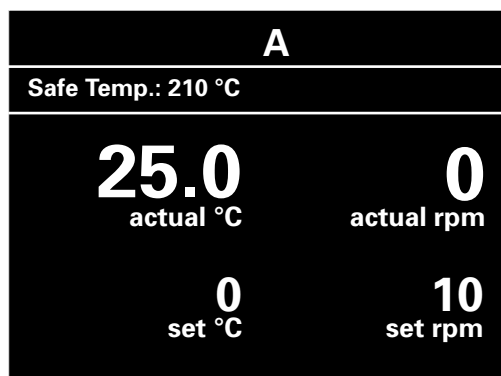 A
Safe Temp.: 210 °C
25.0 0
actual °C actual rpm
0 10
set °C set rpm